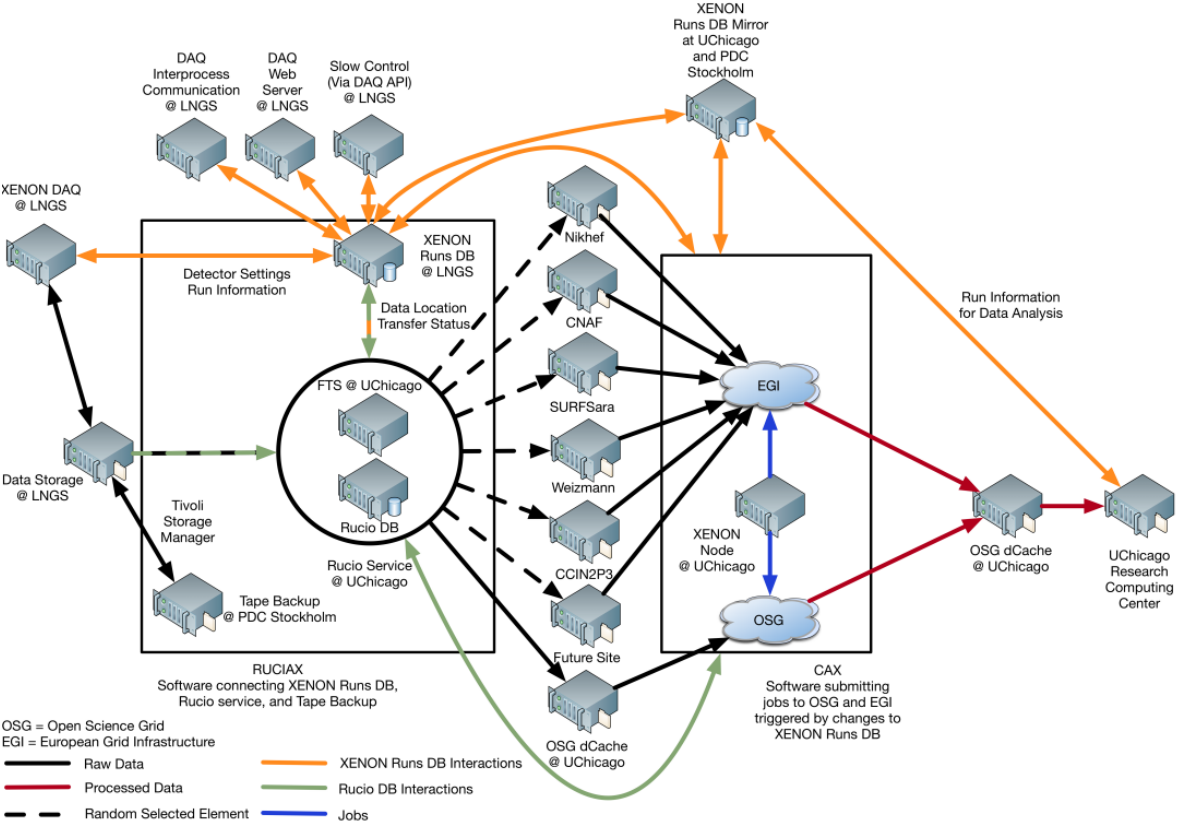 XENON
Runs DB Mirror
at UChicago
and PDC
Stockholm
DAQ
Interprocess
Communication
@ LNGS
DAQ
Web
Server
@ LNGS
Slow Control
(Via DAQ API)
@ LNGS
XENON DAQ
@ LNGS
XENON
Runs DB
@ LNGS
Detector Settings
Run Information
Data Location
Transfer Status
Nikhef
CNAF
SURFSara
Weizmann
CCIN2P3
Future Site
OSG dCache
@ UChicago
FTS @ UChicago
Rucio DB
Rucio Service
@ UChicago
Data Storage
@ LNGS
Tivoli
Storage
Manager
Tape Backup
@ PDC Stockholm
EGI
XENON
Node
@ UChicago
OSG
Run Information
for Data Analysis
OSG dCache
@ UChicago
UChicago
Research
Computing
Center
RUCIAX
Software connecting XENON Runs DB,
Rucio service, and Tape Backup
CAX
Software submitting
jobs to OSG and EGI
triggered by changes to
XENON Runs DB
OSG = Open Science Grid
EGI = European Grid Infrastructure
Raw Data
Processed Data
Random Selected Element
XENON Runs DB Interactions
Rucio DB Interactions
Jobs